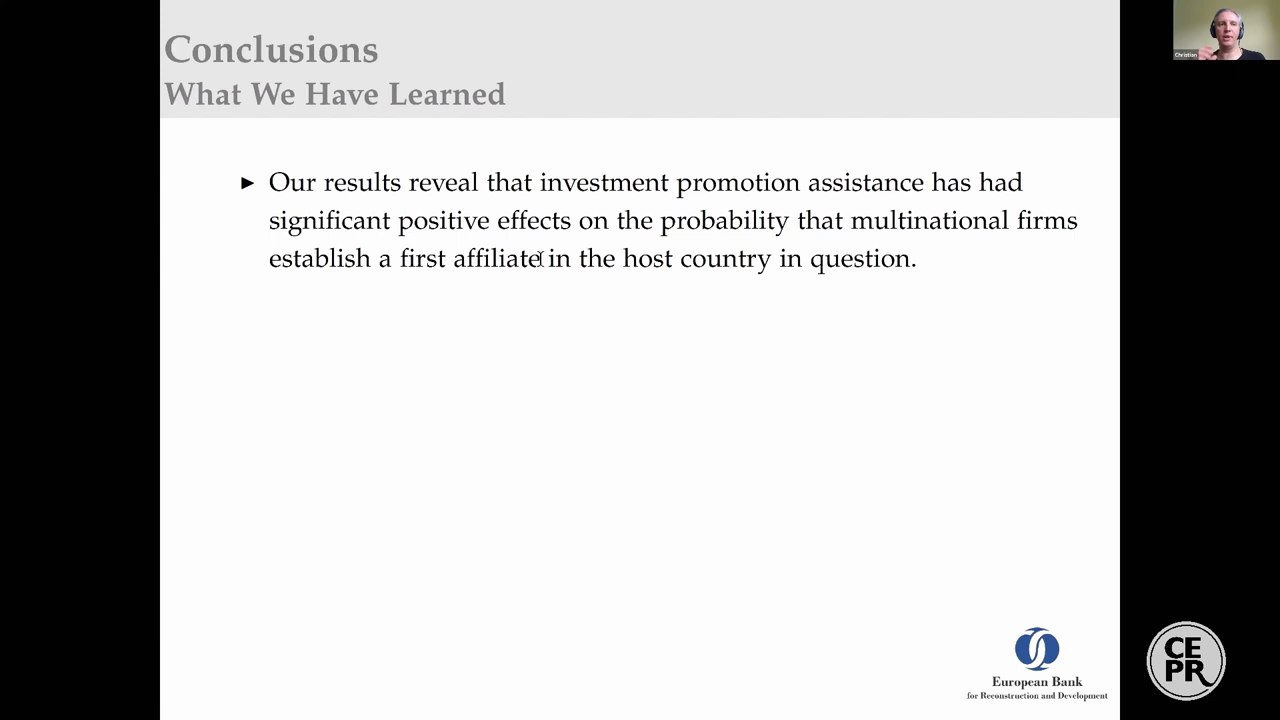 Conclusions
What We Have Learned
► Our results reveal that investment promotion assistance has had
significant positive effects on the probability that multinational firms
establish a first affiliate in the host country in question.
Christian
European Bank
for Reconstruction and Development
CE
PR